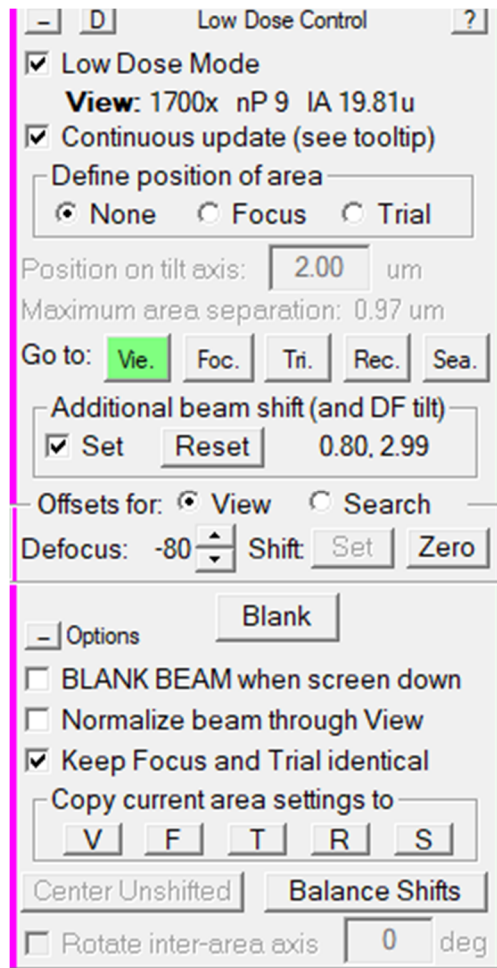 – D Low Dose Control ?
Low Dose Mode
View: 1700x nP 9 IA 19.81u
Continuous update (see tooltip)
Define position of area
None Focus Trial
Position on tilt axis: 2.00 um
Maximum area separation: 0.97 um
Go to: Vie. Foc. Tri. Rec. Sea.
Additional beam shift (and DF tilt)
Set Reset 0.80, 2.99
Offsets for: View Search
Defocus: -80 Shift: Set Zero
Blank
– Options
BLANK BEAM when screen down
Normalize beam through View
Keep Focus and Trial identical
Copy current area settings to
V F T R S
Center Unshifted Balance Shifts
Rotate inter-area axis 0 deg